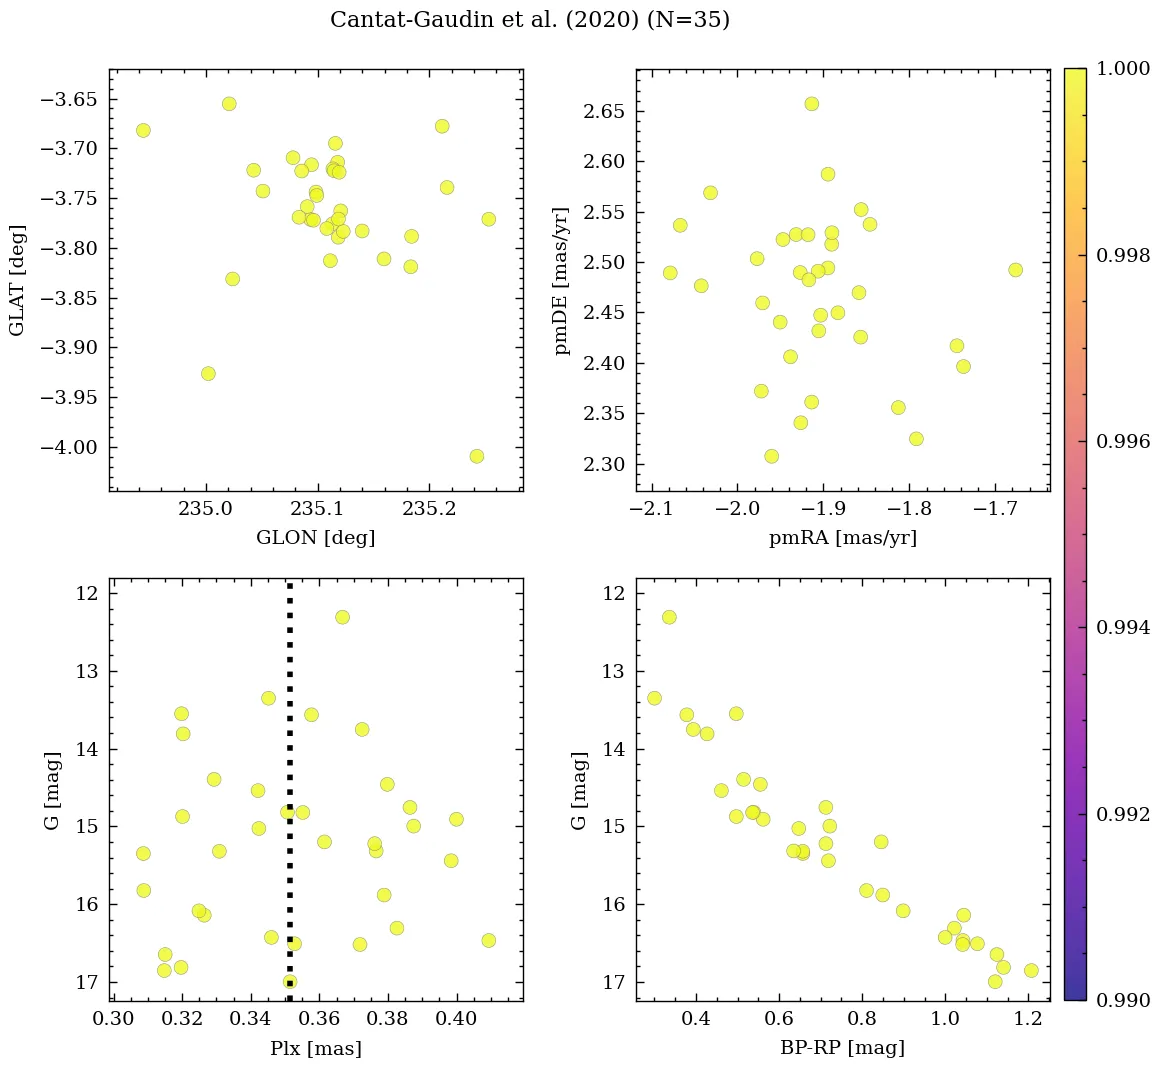 Cantat-Gaudin et al. (2020) (N=35)
−3.65
−3.70
−3.75
−3.80
−3.85
−3.90
−3.95
−4.00
GLAT [deg]
235.0 235.1 235.2
GLON [deg]
2.65
2.60
2.55
2.50
2.45
2.40
2.35
2.30
pmDE [mas/yr]
−2.1 −2.0 −1.9 −1.8 −1.7
pmRA [mas/yr]
12
13
14
15
16
17
G [mag]
0.30 0.32 0.34 0.36 0.38 0.40
Plx [mas]
12
13
14
15
16
17
G [mag]
0.4 0.6 0.8 1.0 1.2
BP-RP [mag]
1.000
0.998
0.996
0.994
0.992
0.990